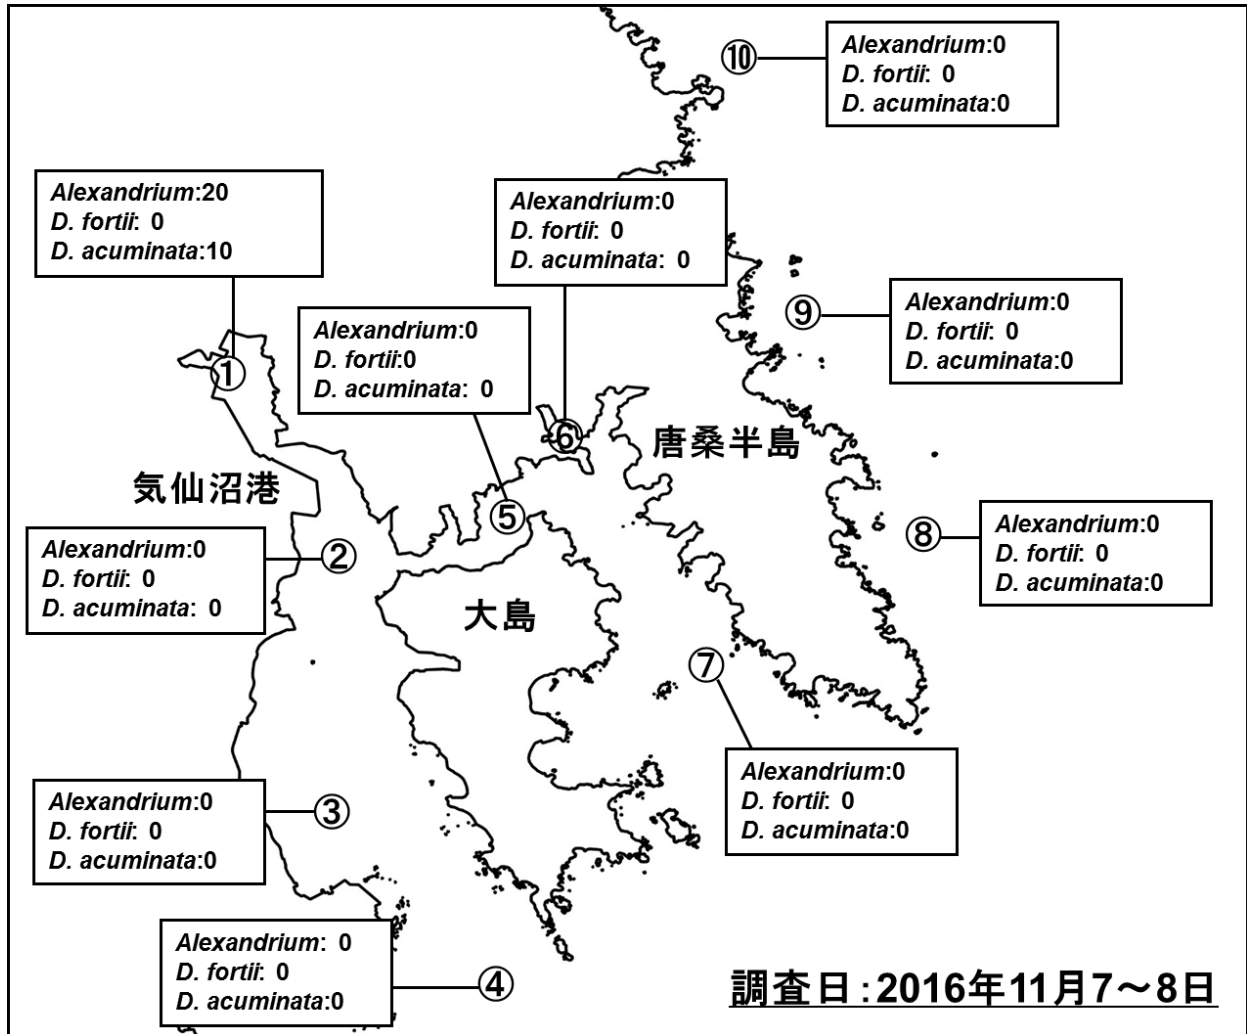 ⑩
Alexandrium:0
D. fortii: 0
D. acuminata:0
Alexandrium:20
D. fortii: 0
D. acuminata:10
①
Alexandrium:0
D. fortii: 0
D. acuminata: 0
⑥
Alexandrium:0
D. fortii: 0
D. acuminata:0
⑨
Alexandrium:0
D. fortii:0
D. acuminata: 0
⑤
唐桑半島
気仙沼港
Alexandrium:0
D. fortii: 0
D. acuminata:0
⑧
Alexandrium:0
D. fortii: 0
D. acuminata: 0
②
大島
⑦
Alexandrium:0
D. fortii: 0
D. acuminata:0
Alexandrium:0
D. fortii: 0
D. acuminata:0
③
Alexandrium: 0
D. fortii: 0
D. acuminata:0
④
調査日:2016年11月7～8日